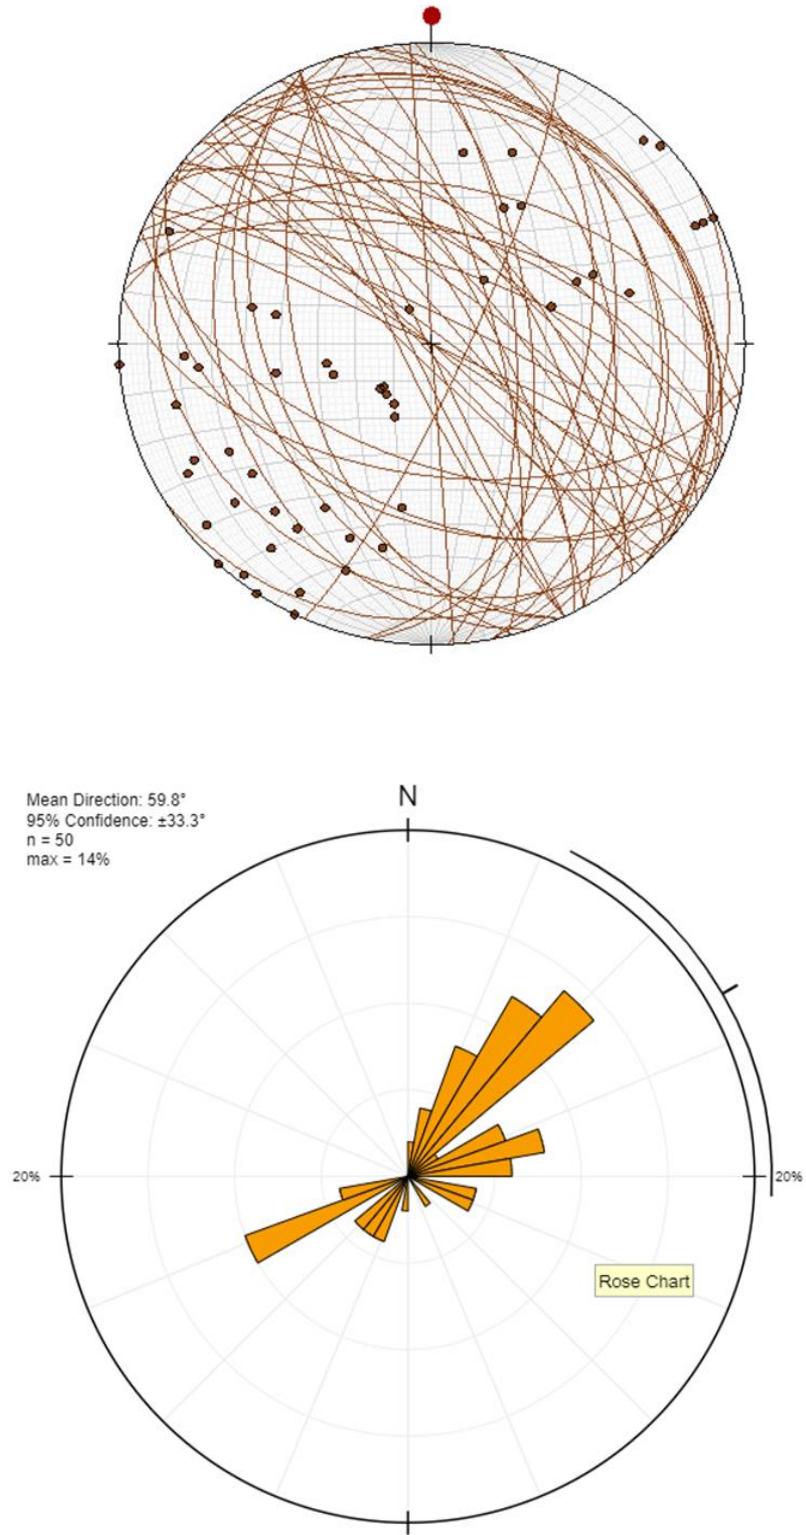 Mean Direction: 59.8°
95% Confidence: ±33.3°
n = 50
max = 14%
N
20%
20%
Rose Chart